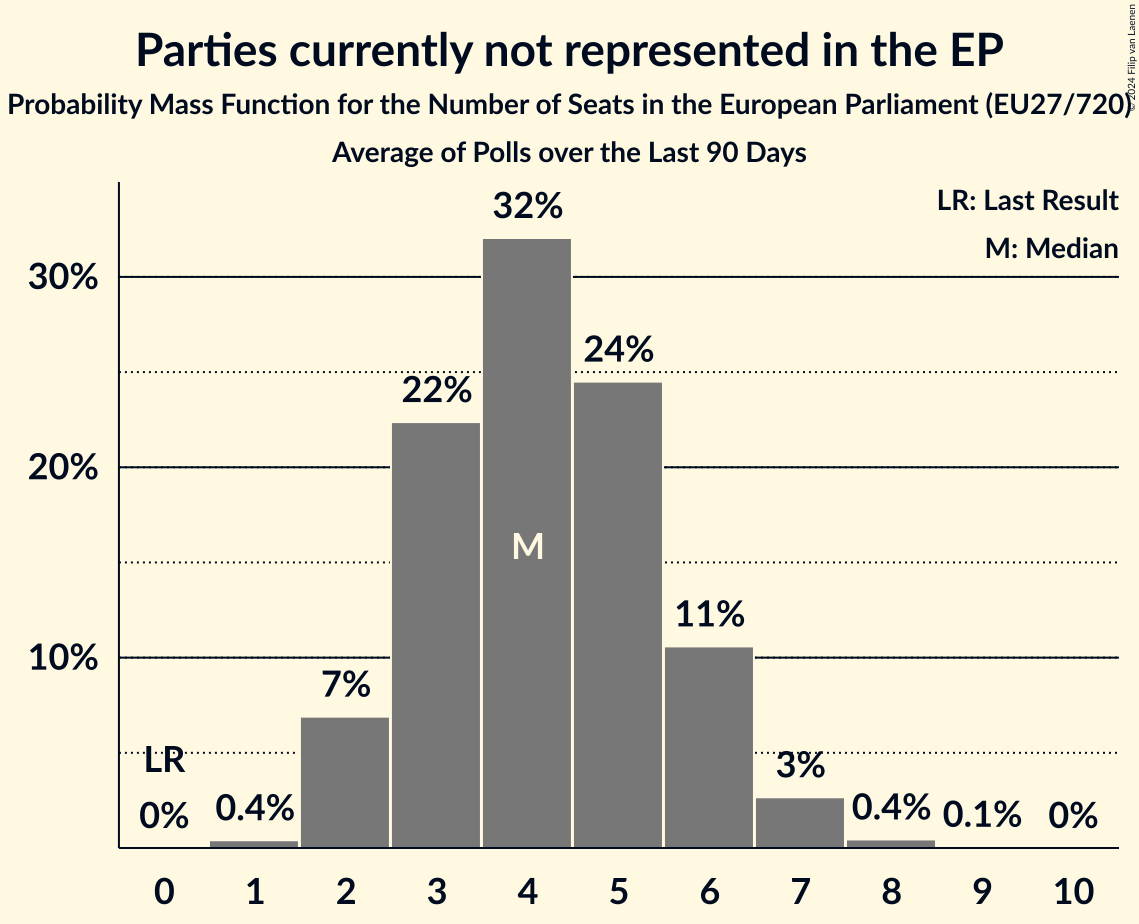 Parties currently not represented in the EP
Probability Mass Function for the Number of Seats in the European Parliament (EU27/720)
Average of Polls over the Last 90 Days
© 2024 Filip van Laenen
LR: Last Result
M: Median
30%
20%
10%
LR
0%
0.4%
7%
22%
32%
M
24%
11%
3%
0.4%
0.1%
0%
0 1 2 3 4 5 6 7 8 9 10